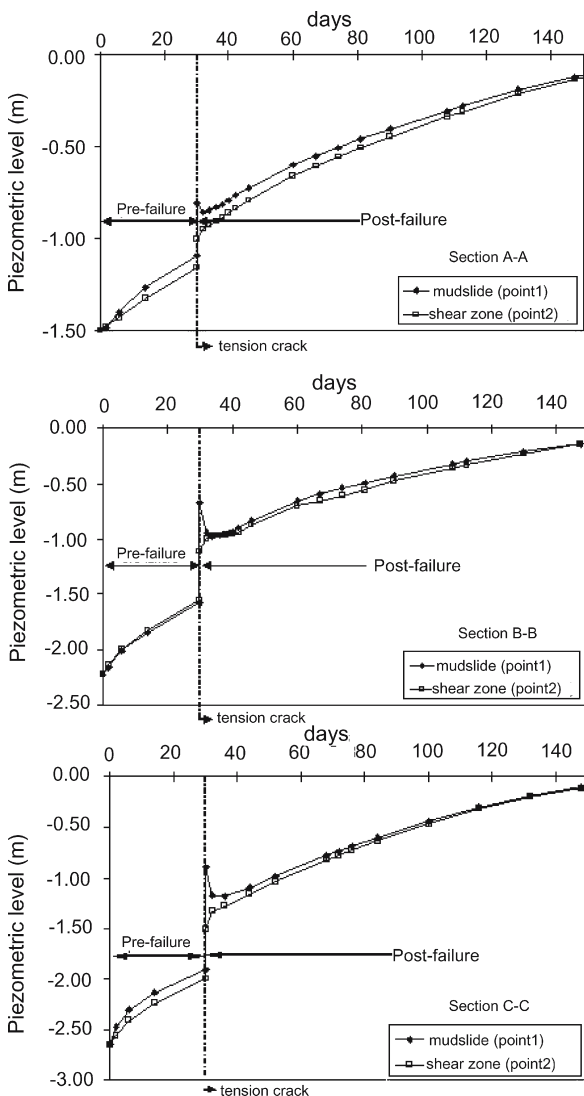 days
0 20 40 60 80 100 120 140
0.00
-0.50
-1.00
-1.50
Piezometric level (m)
Pre-failure
Post-failure
Section A-A
mudslide (point1)
shear zone (point2)
tension crack
days
0 20 40 60 80 100 120 140
0.00
-0.50
-1.00
-1.50
-2.00
-2.50
Piezometric level (m)
Pre-failure
Post-failure
Section B-B
mudslide (point1)
shear zone (point2)
tension crack
days
0 20 40 60 80 100 120 140
0.00
-0.50
-1.00
-1.50
-2.00
-2.50
-3.00
Piezometric level (m)
Pre-failure
Post-failure
Section C-C
mudslide (point1)
shear zone (point2)
tension crack